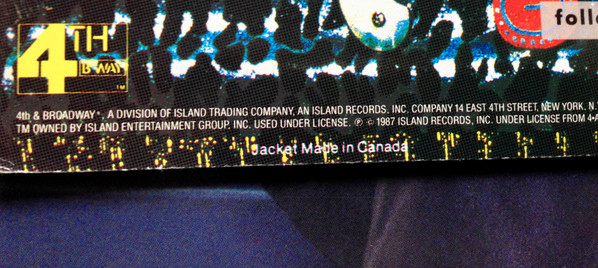 follo
4TH
B'WAY
TM
4th & BROADWAY®, A DIVISION OF ISLAND TRADING COMPANY, AN ISLAND RECORDS, INC. COMPANY 14 EAST 4TH STREET, NEW YORK, N.Y
TM OWNED BY ISLAND ENTERTAINMENT GROUP, INC. USED UNDER LICENSE. ℗ © 1987 ISLAND RECORDS, INC. UNDER LICENSE FROM 4-A
Jacket Made in Canada